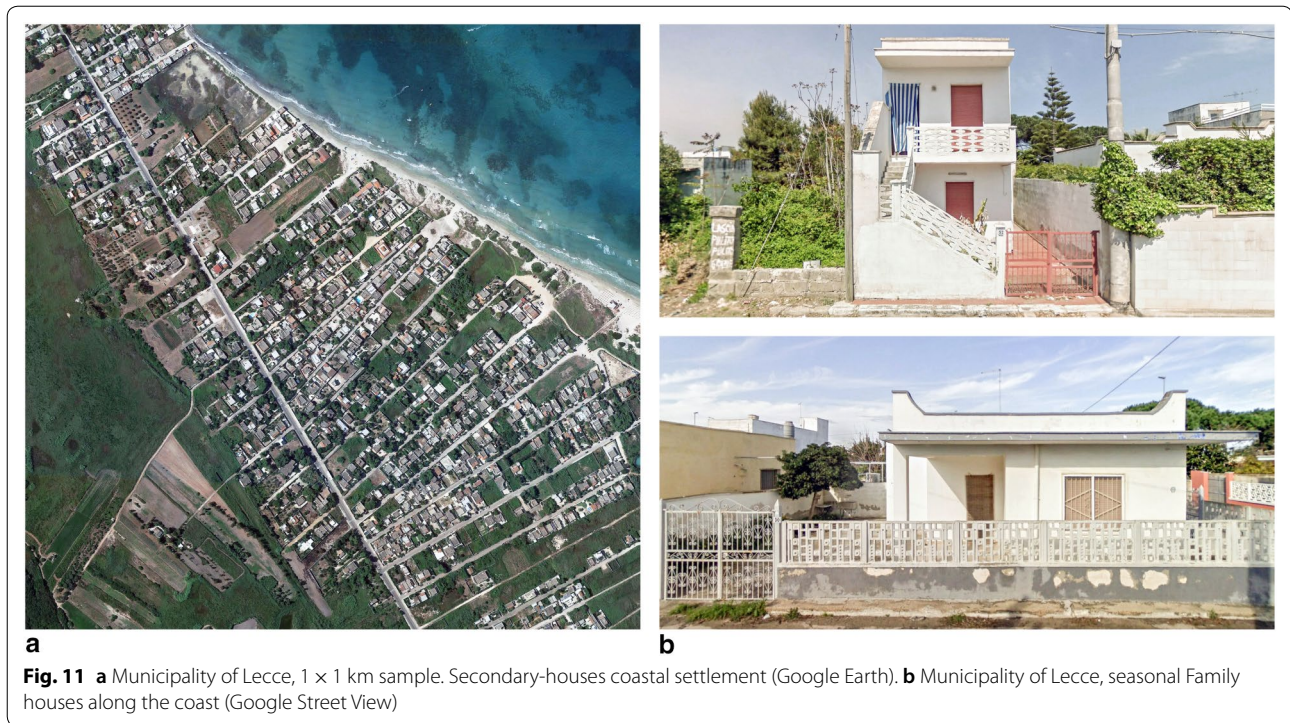 a
b
Fig. 11 a Municipality of Lecce, 1 × 1 km sample. Secondary-houses coastal settlement (Google Earth). b Municipality of Lecce, seasonal Family
houses along the coast (Google Street View)